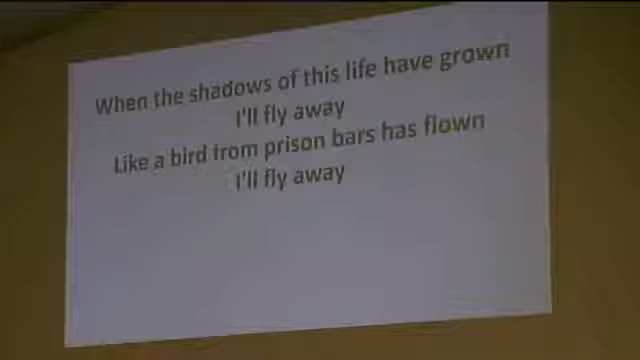 When the shadows of this life have grown
I'll fly away
Like a bird from prison bars has flown
I'll fly away